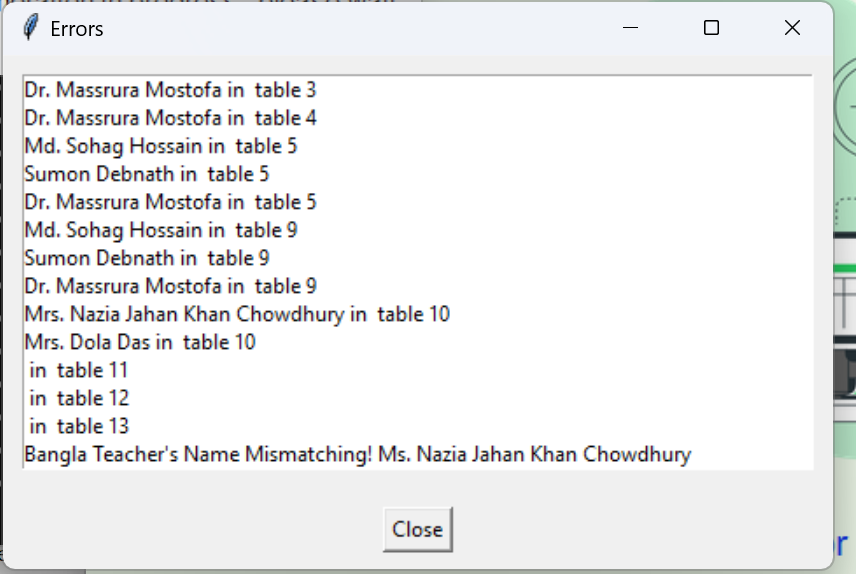 Errors
Dr. Massrura Mostofa in  table 3
Dr. Massrura Mostofa in  table 4
Md. Sohag Hossain in  table 5
Sumon Debnath in  table 5
Dr. Massrura Mostofa in  table 5
Md. Sohag Hossain in  table 9
Sumon Debnath in  table 9
Dr. Massrura Mostofa in  table 9
Mrs. Nazia Jahan Khan Chowdhury in  table 10
Mrs. Dola Das in  table 10
in  table 11
in  table 12
in  table 13
Bangla Teacher's Name Mismatching! Ms. Nazia Jahan Khan Chowdhury
Close